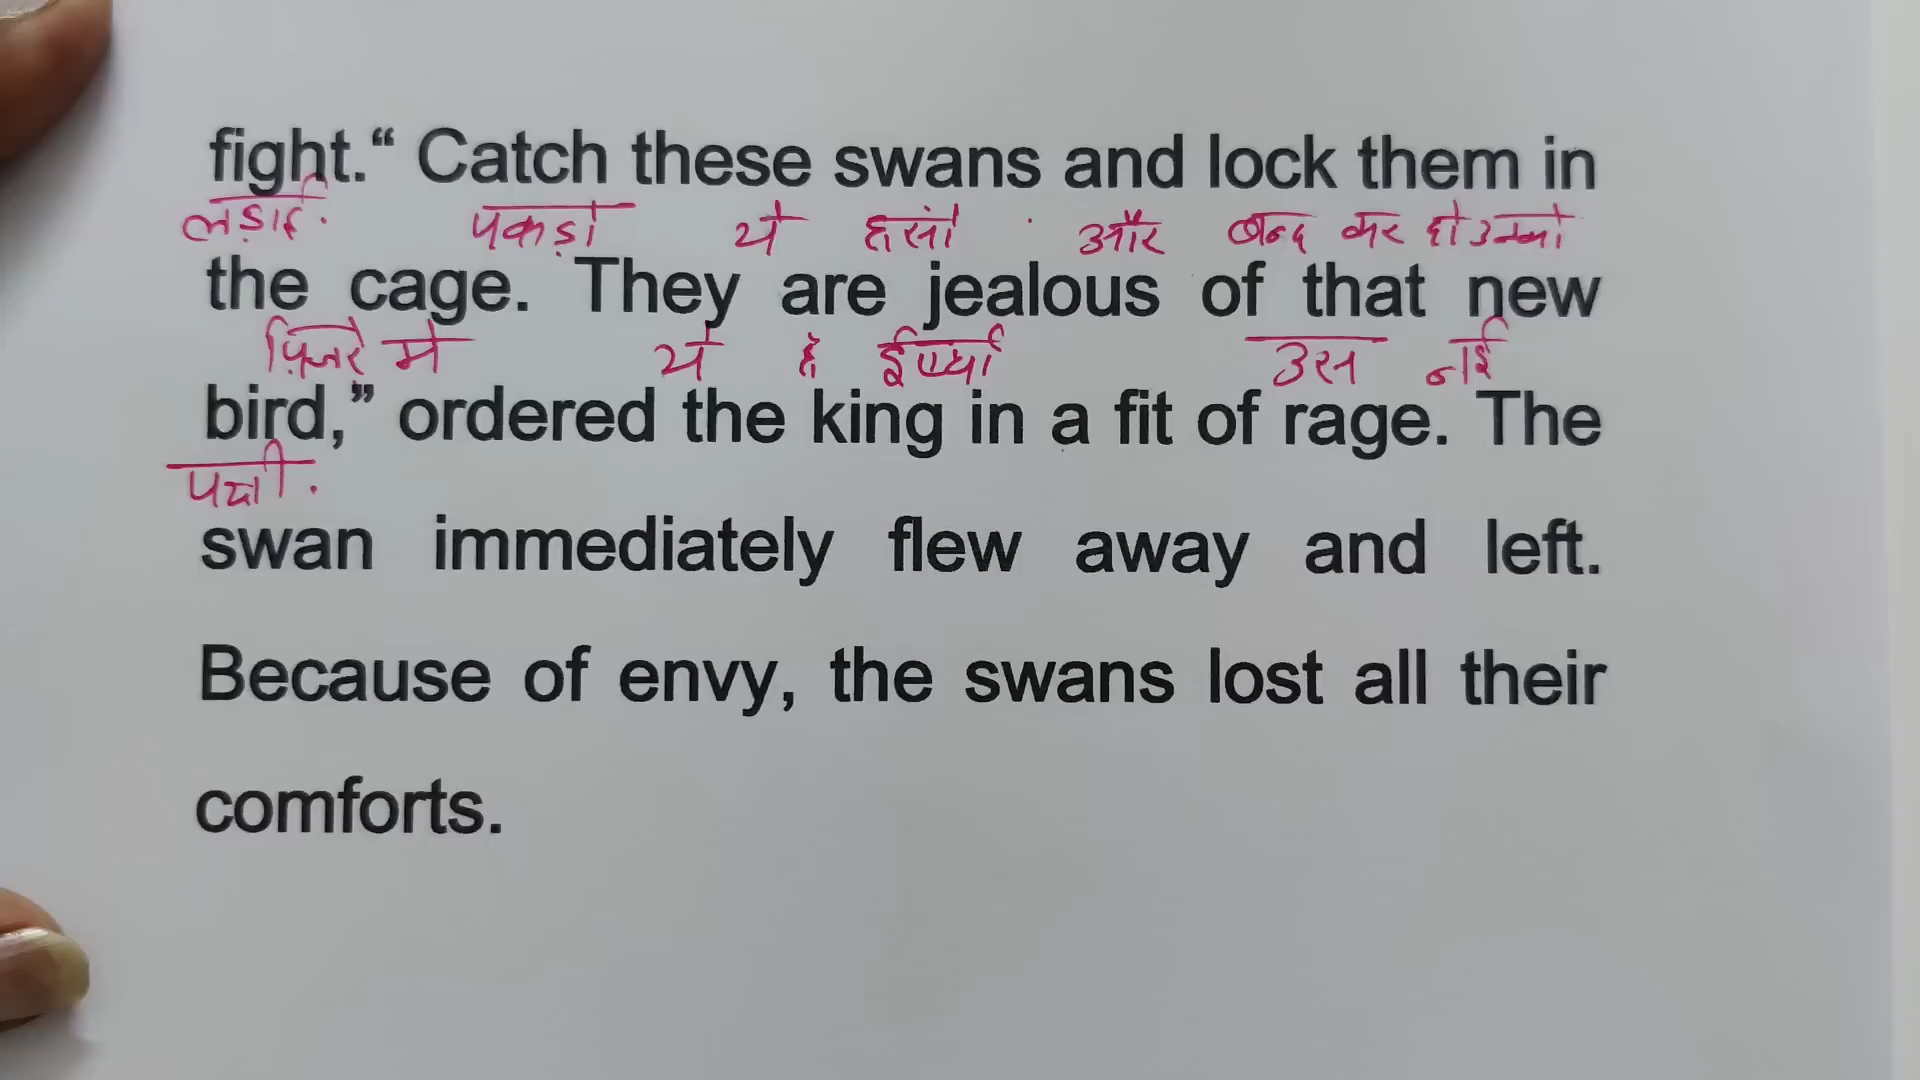 fight.“ Catch these swans and lock them in
लड़ाई. पकड़ो ये हंसो और बन्द कर दो उनको
the cage. They are jealous of that new
पिंजरे में ये है ईर्ष्या उस नई
bird,” ordered the king in a fit of rage. The
पक्षी.
swan immediately flew away and left.
Because of envy, the swans lost all their
comforts.